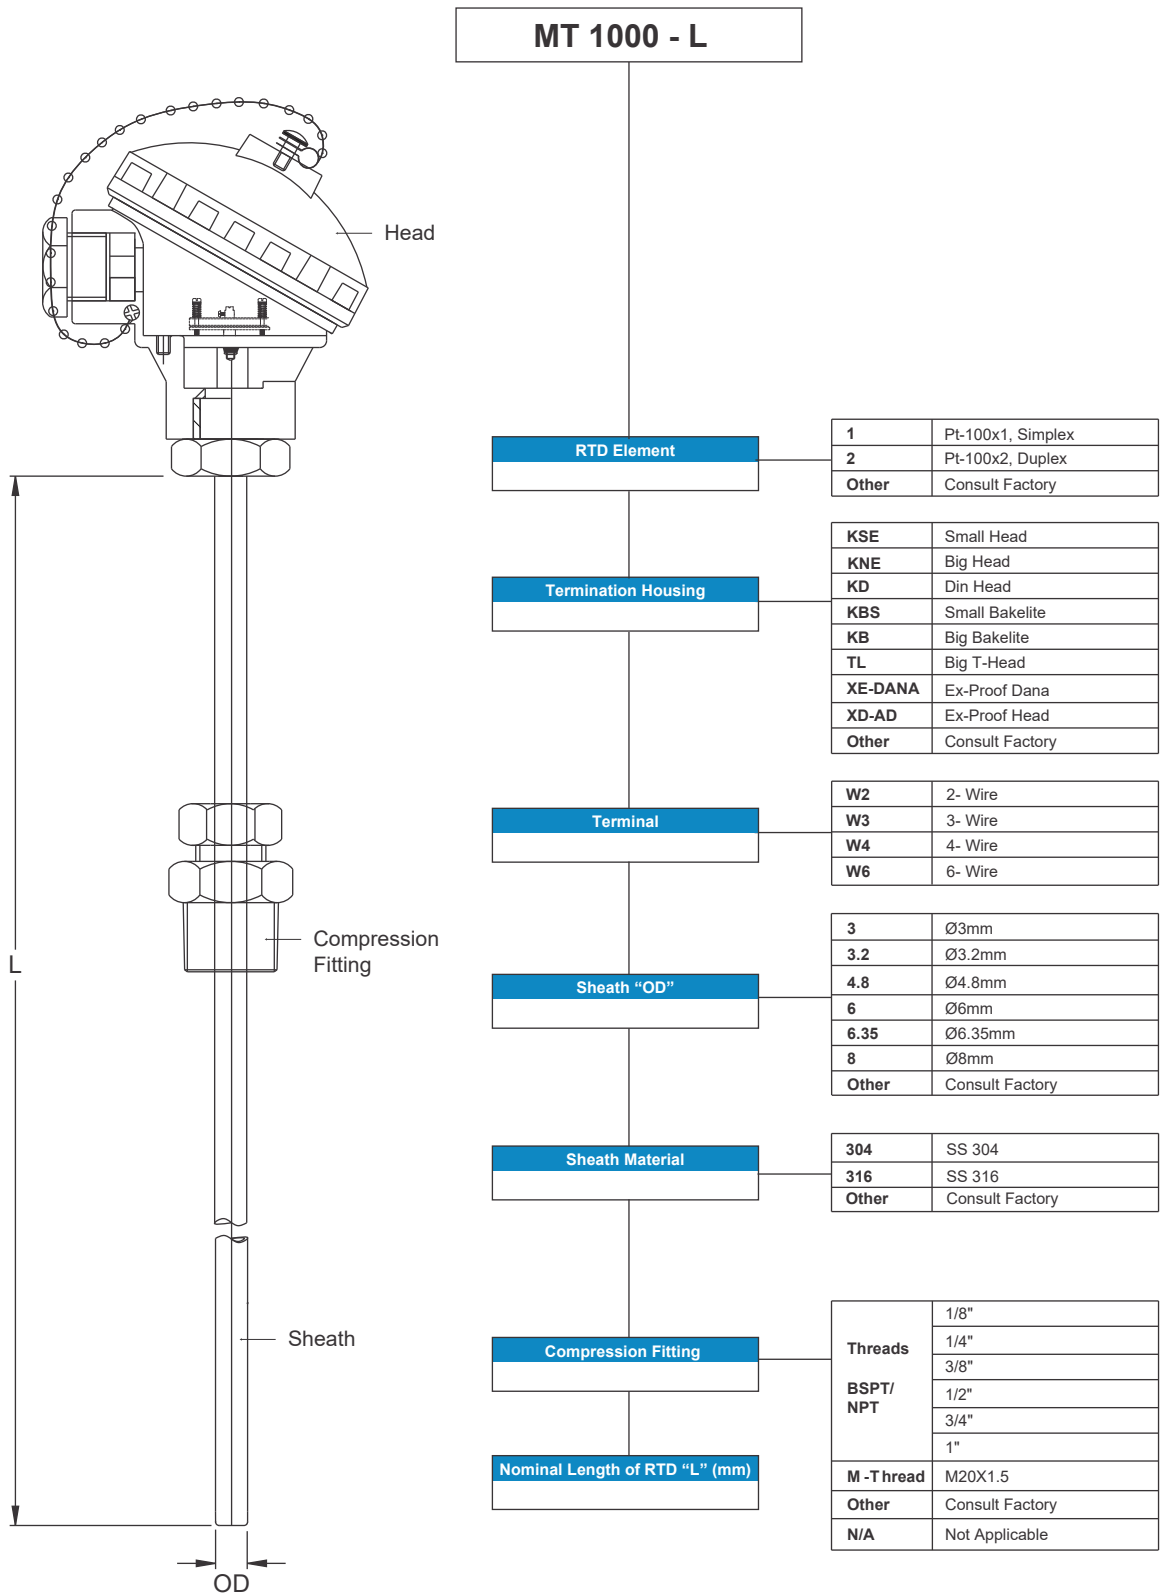 MT 1000 - L
Head
RTD Element
1 Pt-100x1, Simplex
2 Pt-100x2, Duplex
Other Consult Factory
Termination Housing
KSE Small Head
KNE Big Head
KD Din Head
KBS Small Bakelite
KB Big Bakelite
TL Big T-Head
XE-DANA Ex-Proof Dana
XD-AD Ex-Proof Head
Other Consult Factory
Terminal
W2 2- Wire
W3 3- Wire
W4 4- Wire
W6 6- Wire
Compression
Fitting
L
Sheath “OD”
3 Ø3mm
3.2 Ø3.2mm
4.8 Ø4.8mm
6 Ø6mm
6.35 Ø6.35mm
8 Ø8mm
Other Consult Factory
Sheath Material
304 SS 304
316 SS 316
Other Consult Factory
Sheath
Compression Fitting
Threads
BSPT/
NPT
1/8"
1/4"
3/8"
1/2"
3/4"
1"
M -Thread M20X1.5
Other Consult Factory
N/A Not Applicable
Nominal Length of RTD “L” (mm)
OD